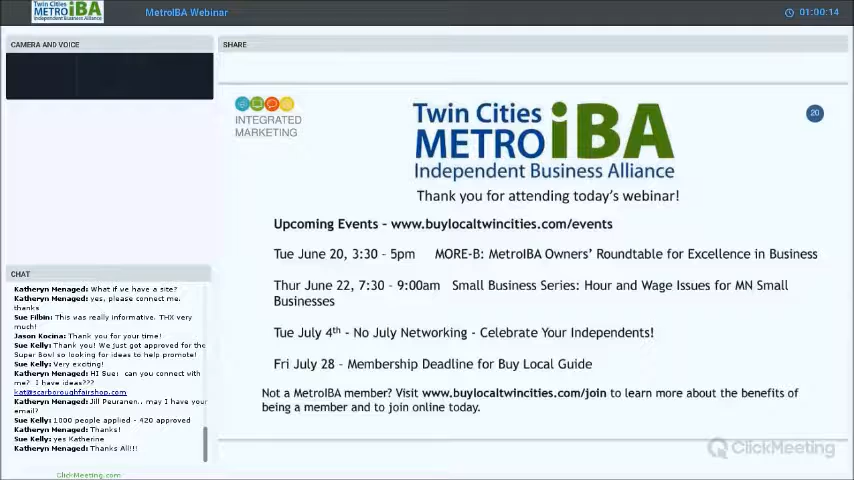 Twin Cities
METRO iBA
Independent Business Alliance
MetroIBA Webinar
01:00:14
CAMERA AND VOICE
SHARE
INTEGRATED
MARKETING
Twin Cities
METRO iBA
Independent Business Alliance
20
Thank you for attending today's webinar!
Upcoming Events – www.buylocaltwincities.com/events
Tue June 20, 3:30 – 5pm MORE-B: MetroIBA Owners' Roundtable for Excellence in Business
Thur June 22, 7:30 – 9:00am Small Business Series: Hour and Wage Issues for MN Small
Businesses
Tue July 4th – No July Networking - Celebrate Your Independents!
Fri July 28 – Membership Deadline for Buy Local Guide
Not a MetroIBA member? Visit www.buylocaltwincities.com/join to learn more about the benefits of
being a member and to join online today.
ClickMeeting
CHAT
Katheryn Menaged: What if we have a site?
Katheryn Menaged: yes, please connect me.
thanks
Sue Filbin: This was really informative. THX very
much!
Jason Kocina: Thank you for your time!
Sue Kelly: Thank you! We just got approved for the
Super Bowl so looking for ideas to help promote!
Sue Kelly: Very exciting!
Katheryn Menaged: Hi Sue: can you connect with
me? I have ideas???
kat@scarboroughfairshop.com
Katheryn Menaged: Jill Peuranen.. may I have your
email?
Sue Kelly: 1000 people applied - 420 approved
Katheryn Menaged: Thanks!
Sue Kelly: yes Katherine
Katheryn Menaged: Thanks All!!!
ClickMeeting.com